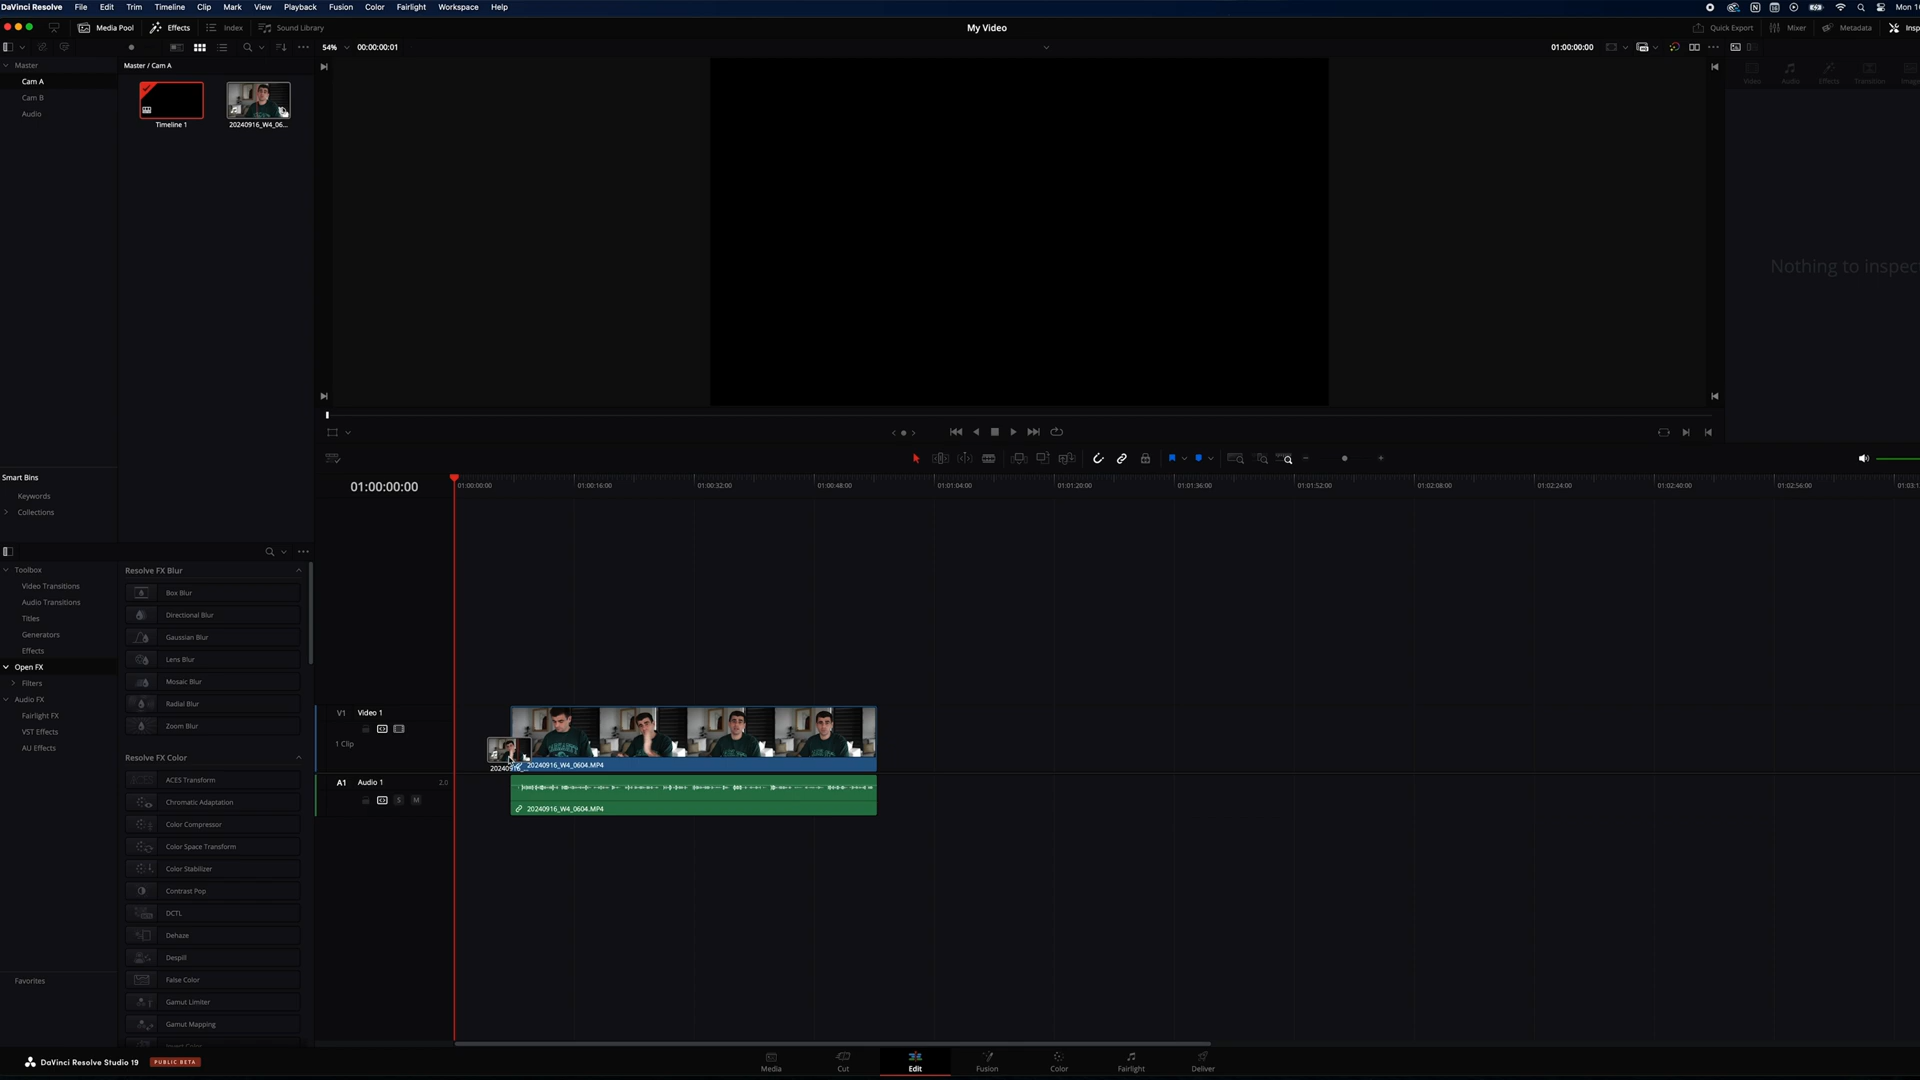 DaVinci Resolve File Edit Trim Timeline Clip Mark View Playback Fusion Color Fairlight Workspace Help
Media Pool Effects Index Sound Library My Video Quick Export Mixer Metadata
54% 00:00:00:01 01:00:00:00
Master Master / Cam A
Cam A
Cam B
Audio
Timeline 1 20240916_W4_06...
Video Audio Effects Transition
Nothing to inspect
Smart Bins
Keywords
Collections
01:00:00:00 01:00:00:00 01:00:16:00 01:00:32:00 01:00:48:00 01:01:04:00 01:01:20:00 01:01:36:00 01:01:52:00 01:02:08:00 01:02:24:00 01:02:40:00 01:02:56:00
Toolbox
Video Transitions
Audio Transitions
Titles
Generators
Effects
Open FX
Filters
Audio FX
Fairlight FX
VST Effects
AU Effects
Favorites
Resolve FX Blur
Box Blur
Directional Blur
Gaussian Blur
Lens Blur
Mosaic Blur
Radial Blur
Zoom Blur
Resolve FX Color
ACES Transform
Chromatic Adaptation
Color Compressor
Color Space Transform
Color Stabilizer
Contrast Pop
DCTL
Dehaze
Despill
False Color
Gamut Limiter
Gamut Mapping
V1 Video 1
1 Clip
20240916_W4_0604.MP4
A1 Audio 1 2.0
S M
20240916_W4_0604.MP4
DaVinci Resolve Studio 19 PUBLIC BETA
Media Cut Edit Fusion Color Fairlight Deliver